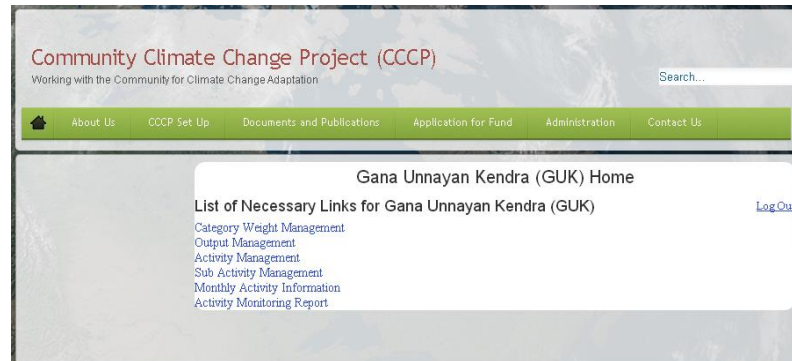 Community Climate Change Project (CCCP)
Working with the Community for Climate Change Adaptation
Search...
About Us CCCP Set Up Documents and Publications Application for Fund Administration Contact Us
Gana Unnayan Kendra (GUK) Home
List of Necessary Links for Gana Unnayan Kendra (GUK) Log Ou
Category Weight Management
Output Management
Activity Management
Sub Activity Management
Monthly Activity Information
Activity Monitoring Report